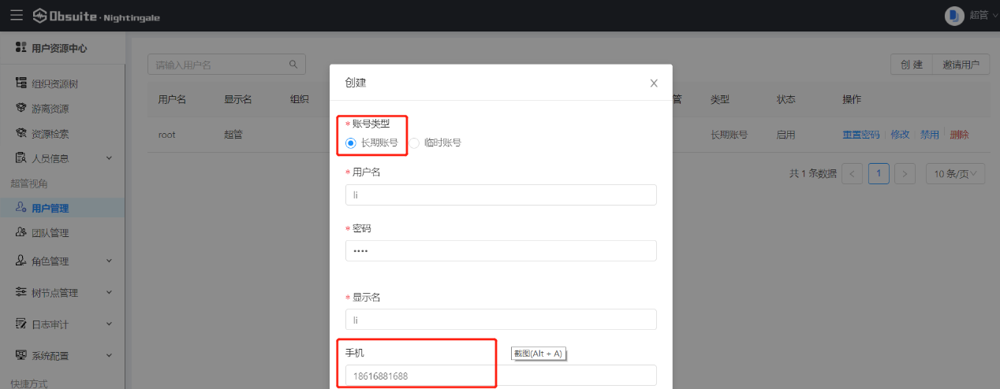 Obsuite · Nightingale
超管
用户资源中心
组织资源树
游离资源
资源检索
人员信息
超管视角
用户管理
团队管理
角色管理
树节点管理
日志审计
系统配置
快捷方式
请输入用户名
创 建
邀请用户
用户名 显示名 组织 管 类型 状态 操作
root 超管 长期账号 启用 重置密码 修改 禁用 删除
共 1 条数据 < 1 > 10 条/页
创建
* 账号类型
长期账号 临时账号
* 用户名
li
* 密码
••••
* 显示名
li
手机
截图(Alt + A)
18616881688